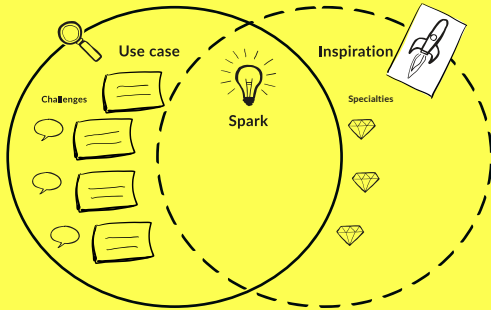 Use case
Inspiration
Challenges
Specialties
Spark